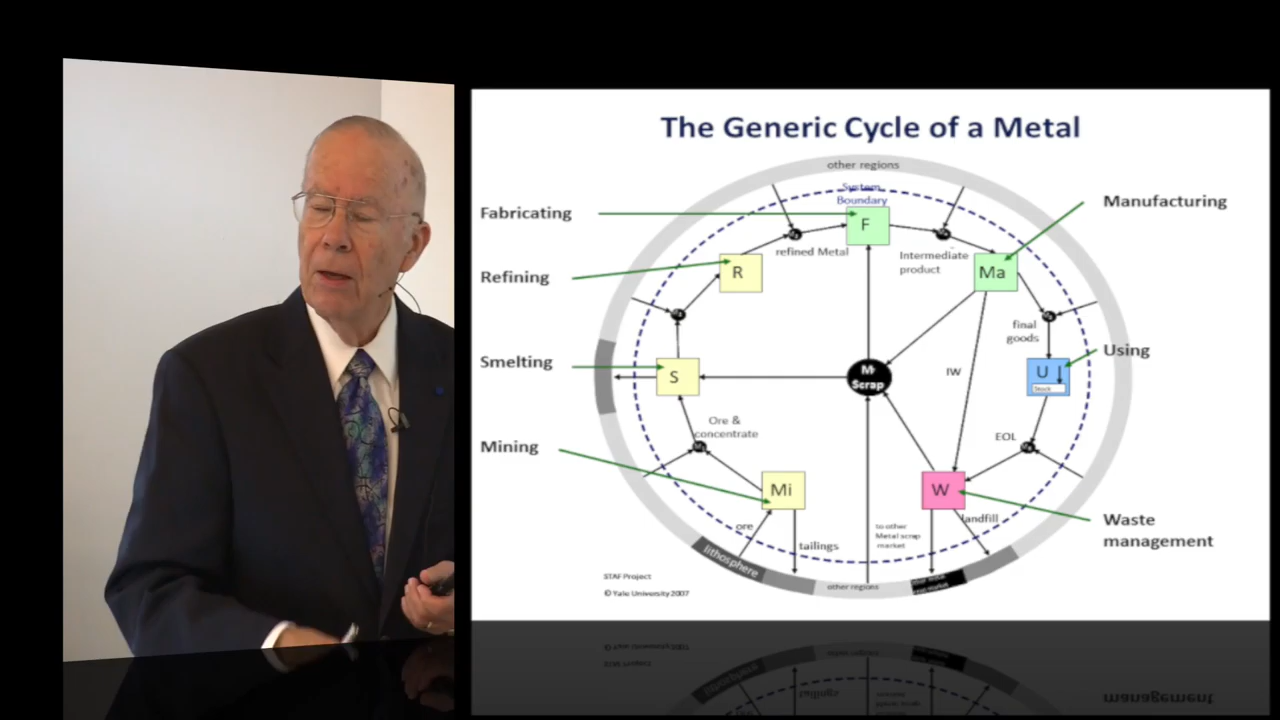 The Generic Cycle of a Metal
other regions
System
Boundary
Fabricating
F
Manufacturing
refined Metal
Intermediate
product
Refining
R
Ma
final
goods
Using
Smelting
S
M
Scrap
IW
U
Stock
Ore &
concentrate
EOL
Mining
Mi
W
Waste
management
ore
tailings
to other
Metal scrap
market
landfill
lithosphere
other regions
STAF Project
© Yale University 2007